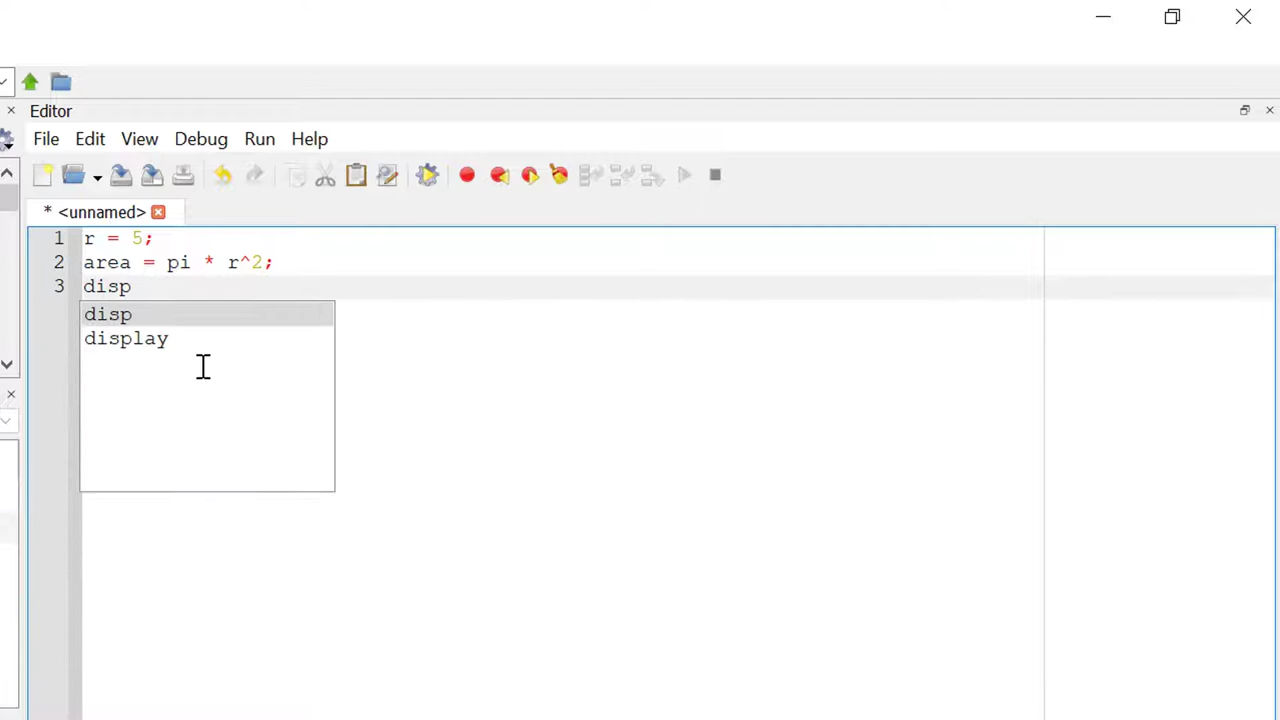 Editor
File Edit View Debug Run Help
* <unnamed>
1 r = 5;
2 area = pi * r^2;
3 disp
disp
display